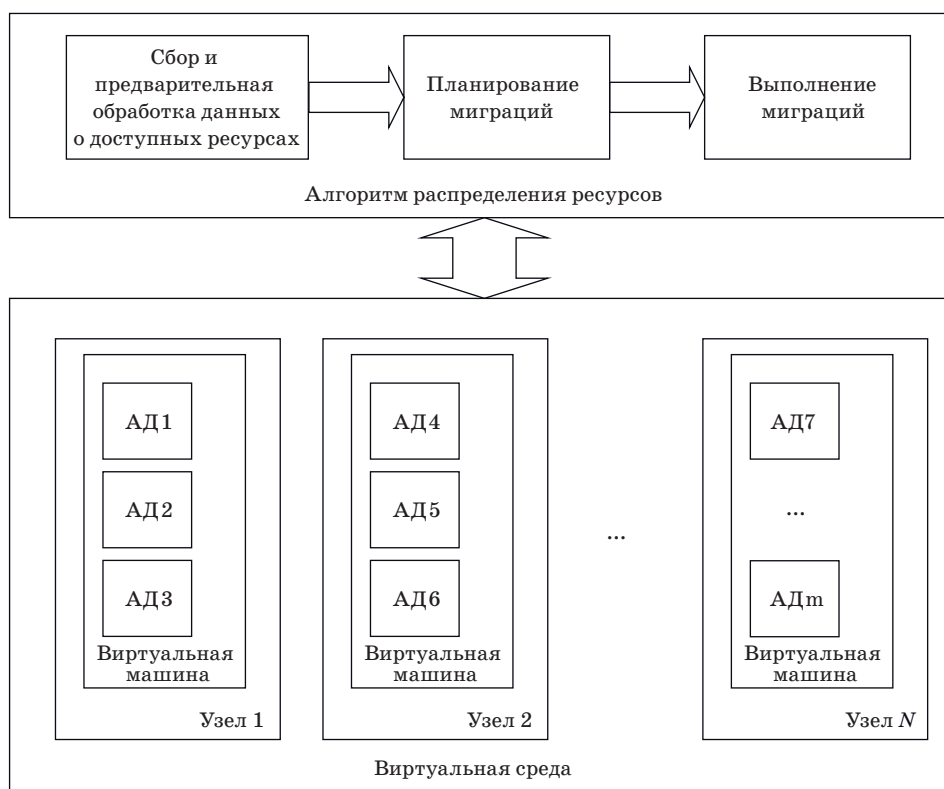 Сбор и
предварительная
обработка данных
о доступных ресурсах
Планирование
миграций
Выполнение
миграций
Алгоритм распределения ресурсов
АД1
АД2
АД3
Виртуальная
машина
Узел 1
АД4
АД5
АД6
Виртуальная
машина
Узел 2
...
АД7
...
АДm
Виртуальная
машина
Узел N
Виртуальная среда